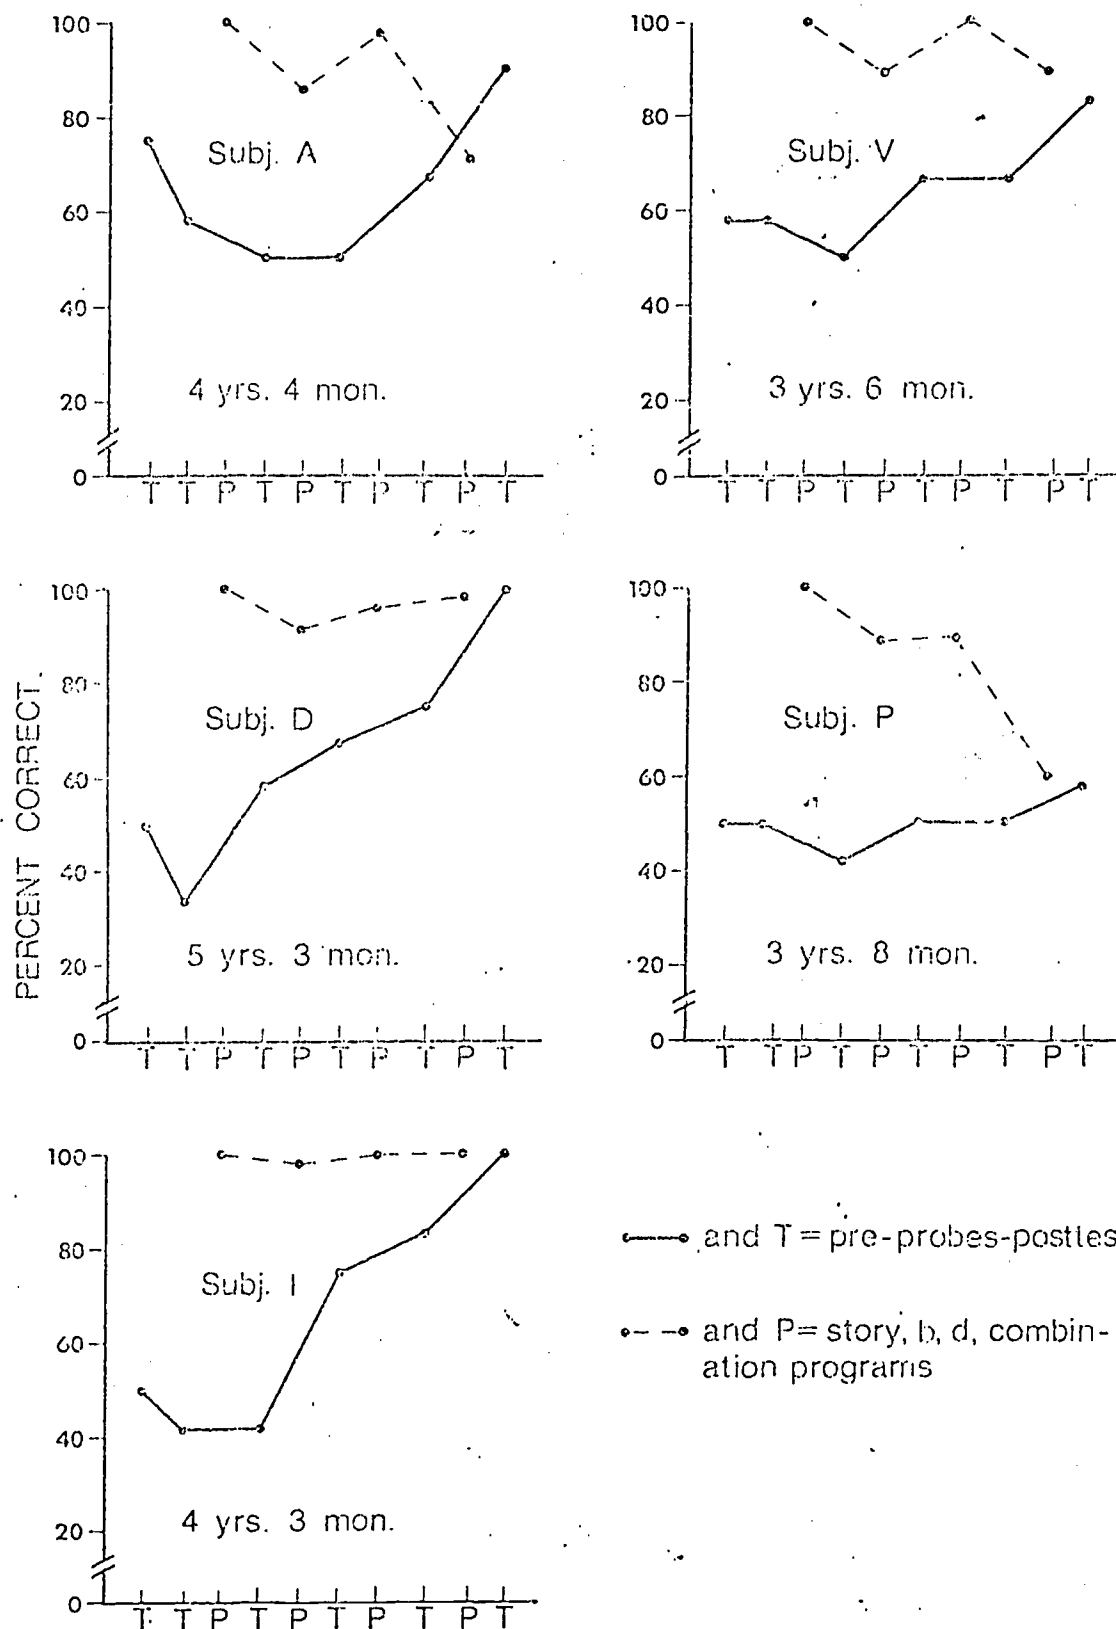 100
80
60
40
20
0
Subj. A
4 yrs. 4 mon.
T T P T P T P T P T
100
80
60
40
20
0
Subj. V
3 yrs. 6 mon.
T T P T P T P T P T
PERCENT CORRECT.
100
80
60
40
20
0
Subj. D
5 yrs. 3 mon.
T T P T P T P T P T
100
80
60
40
20
0
Subj. P
3 yrs. 8 mon.
T T P T P T P T P T
100
80
60
40
20
0
Subj. I
4 yrs. 3 mon.
T T P T P T P T P T
and T = pre-probes-posttes
and P= story, b, d, combin-
ation programs